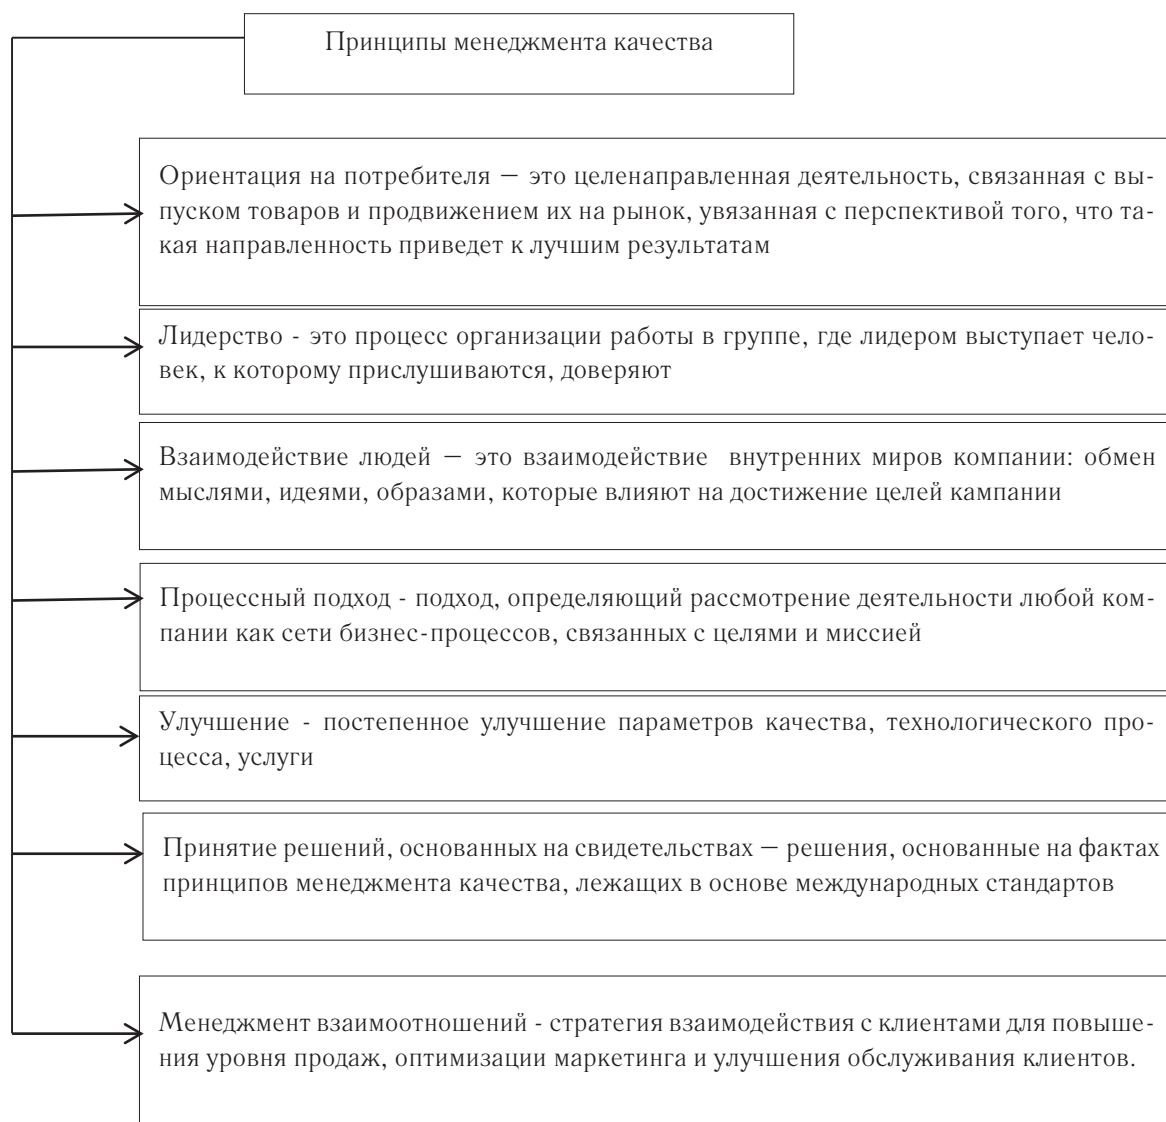 Принципы менеджмента качества
Ориентация на потребителя — это целенаправленная деятельность, связанная с вы-
пуском товаров и продвижением их на рынок, увязанная с перспективой того, что та-
кая направленность приведет к лучшим результатам
Лидерство - это процесс организации работы в группе, где лидером выступает чело-
век, к которому прислушиваются, доверяют
Взаимодействие людей — это взаимодействие внутренних миров компании: обмен
мыслями, идеями, образами, которые влияют на достижение целей кампании
Процессный подход - подход, определяющий рассмотрение деятельности любой ком-
пании как сети бизнес-процессов, связанных с целями и миссией
Улучшение - постепенное улучшение параметров качества, технологического про-
цесса, услуги
Принятие решений, основанных на свидетельствах — решения, основанные на фактах
принципов менеджмента качества, лежащих в основе международных стандартов
Менеджмент взаимоотношений - стратегия взаимодействия с клиентами для повыше-
ния уровня продаж, оптимизации маркетинга и улучшения обслуживания клиентов.